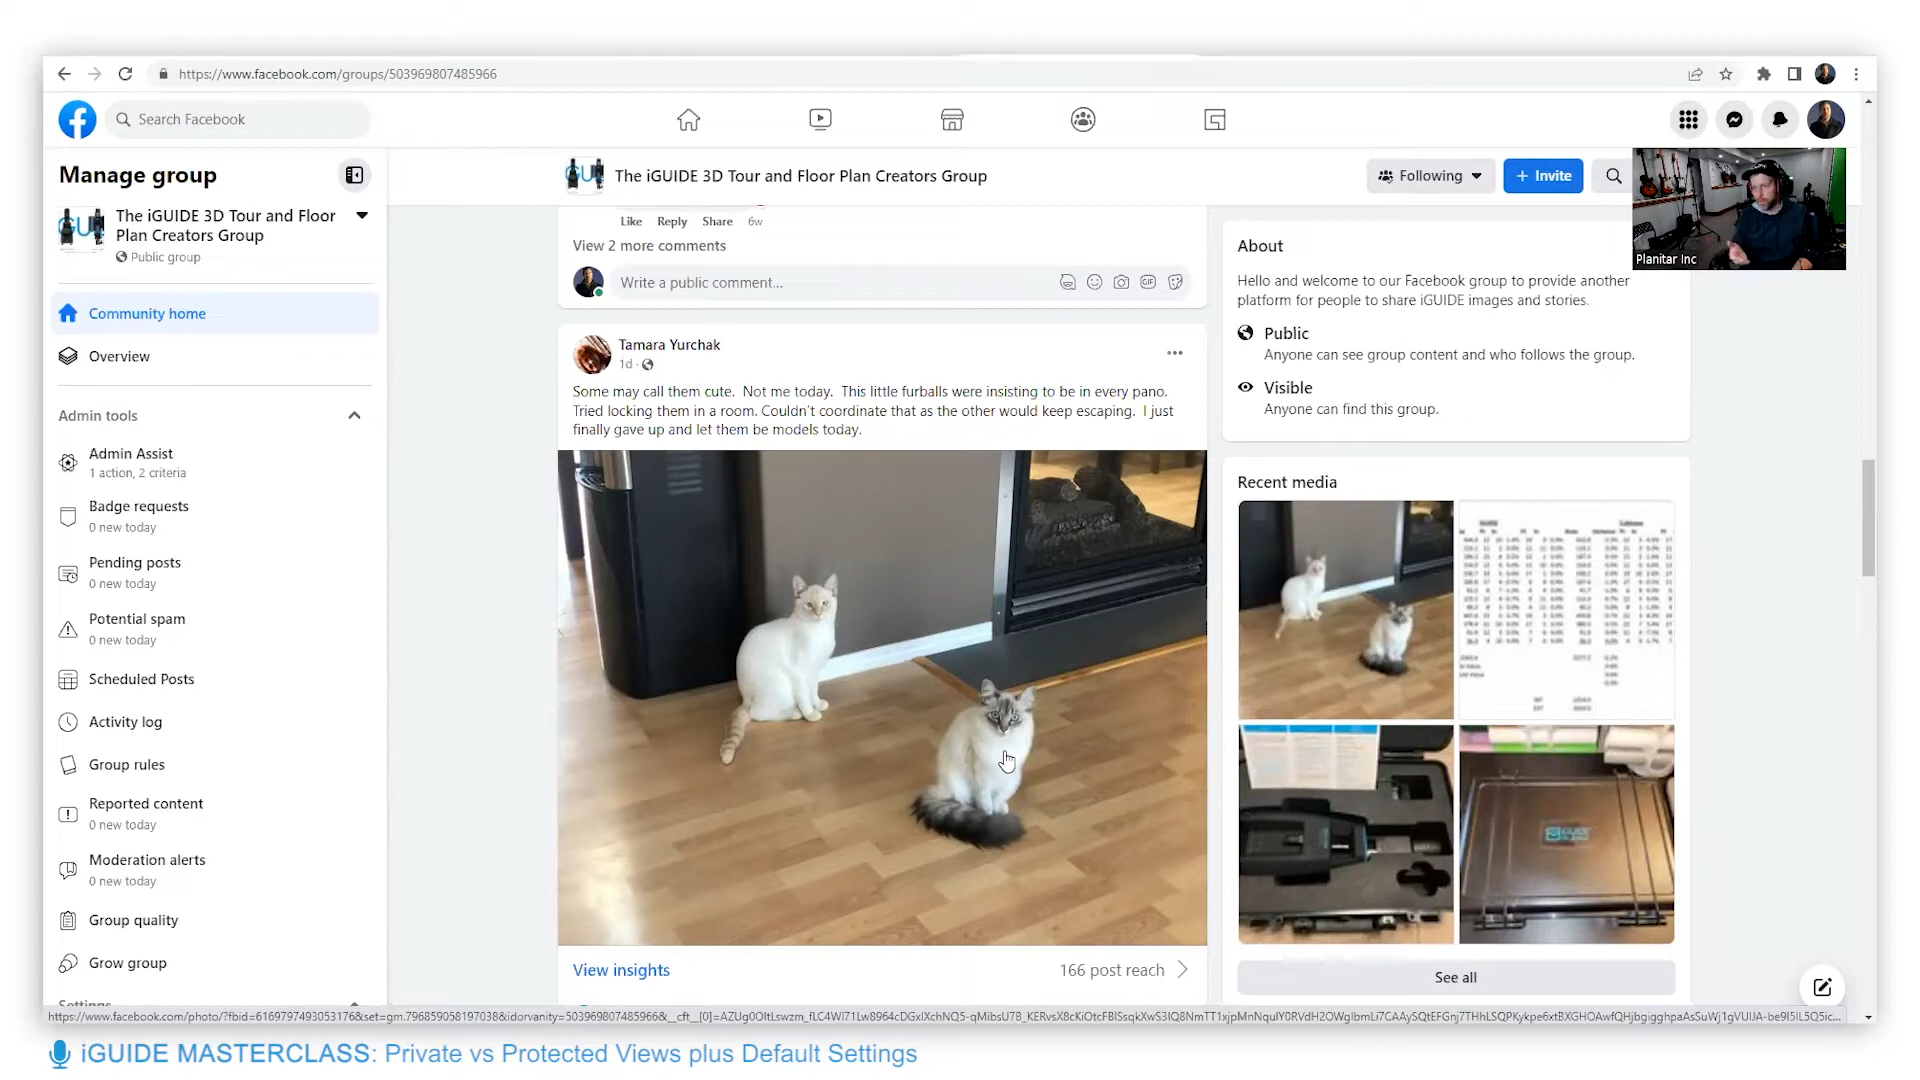 https://www.facebook.com/groups/503969807485966
Search Facebook
Manage group
The iGUIDE 3D Tour and Floor
Plan Creators Group
Public group
Community home
Overview
Admin tools
Admin Assist
1 action, 2 criteria
Badge requests
0 new today
Pending posts
0 new today
Potential spam
0 new today
Scheduled Posts
Activity log
Group rules
Reported content
0 new today
Moderation alerts
0 new today
Group quality
Grow group
Settings
The iGUIDE 3D Tour and Floor Plan Creators Group
Following
+ Invite
Planitar Inc
Like Reply Share 6w
View 2 more comments
Write a public comment...
GIF
Tamara Yurchak
1d ·
Some may call them cute. Not me today. This little furballs were insisting to be in every pano.
Tried locking them in a room. Couldn't coordinate that as the other would keep escaping. I just
finally gave up and let them be models today.
View insights
166 post reach
About
Hello and welcome to our Facebook group to provide another
platform for people to share iGUIDE images and stories.
Public
Anyone can see group content and who follows the group.
Visible
Anyone can find this group.
Recent media
See all
iGUIDE MASTERCLASS: Private vs Protected Views plus Default Settings